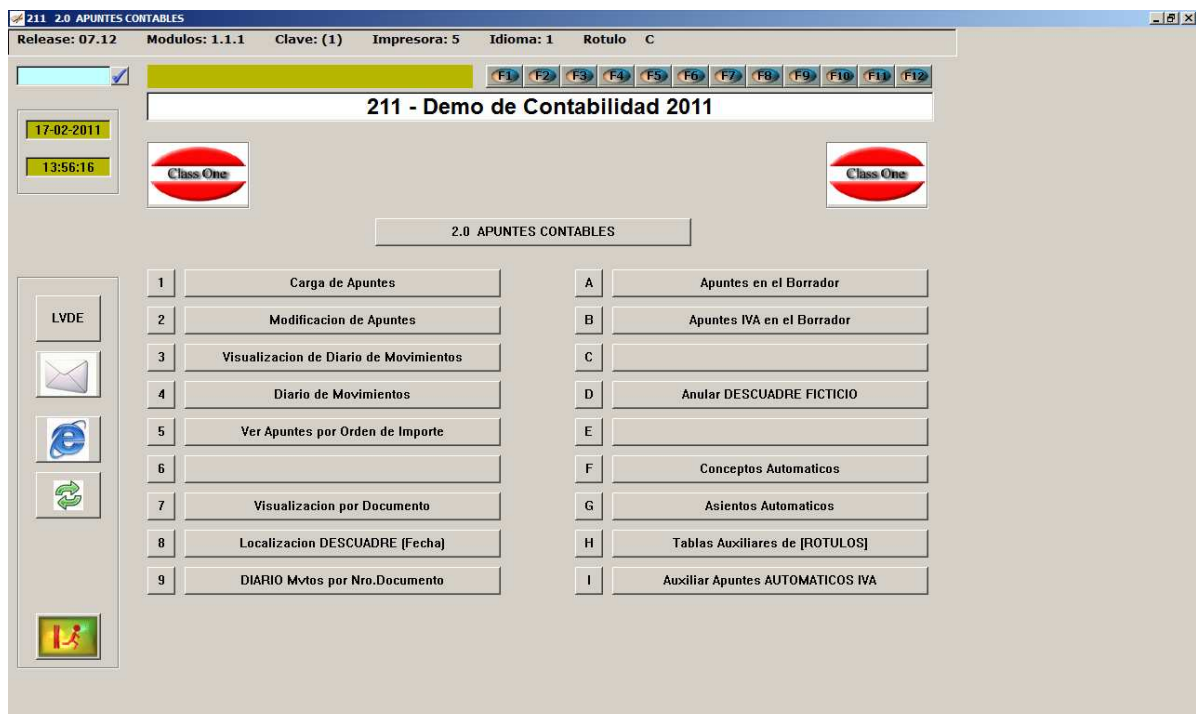 211 2.0 APUNTES CONTABLES
Release: 07.12 Modulos: 1.1.1 Clave: (1) Impresora: 5 Idioma: 1 Rotulo C
F1 F2 F3 F4 F5 F6 F7 F8 F9 F10 F11 F12
211 - Demo de Contabilidad 2011
17-02-2011
13:56:16
Class One Class One
2.0 APUNTES CONTABLES
1 Carga de Apuntes A Apuntes en el Borrador
LVDE 2 Modificacion de Apuntes B Apuntes IVA en el Borrador
3 Visualizacion de Diario de Movimientos C
4 Diario de Movimientos D Anular DESCUADRE FICTICIO
5 Ver Apuntes por Orden de Importe E
6 F Conceptos Automaticos
7 Visualizacion por Documento G Asientos Automaticos
8 Localizacion DESCUADRE (Fecha) H Tablas Auxiliares de [ROTULOS]
9 DIARIO Mvtos por Nro.Documento I Auxiliar Apuntes AUTOMATICOS IVA